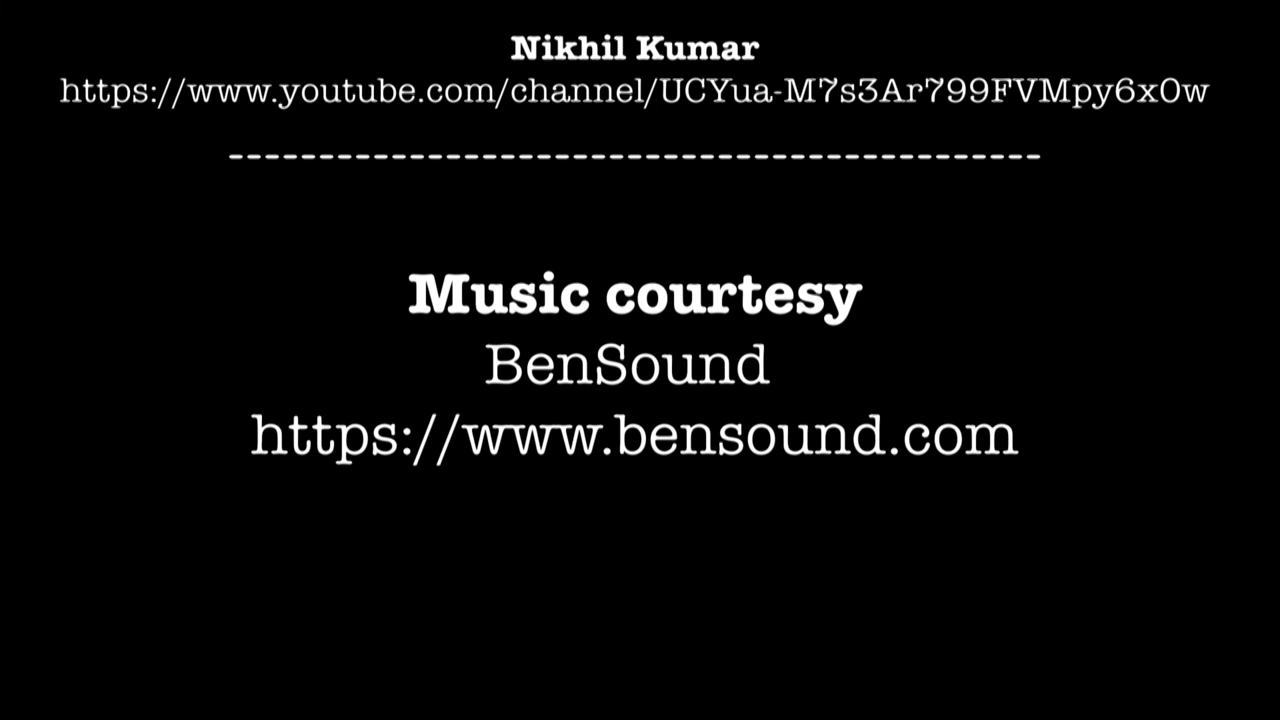 Nikhil Kumar
https://www.youtube.com/channel/UCYua-M7s3Ar799FVMpy6x0w
---------------------------------------------
Music courtesy
BenSound
https://www.bensound.com